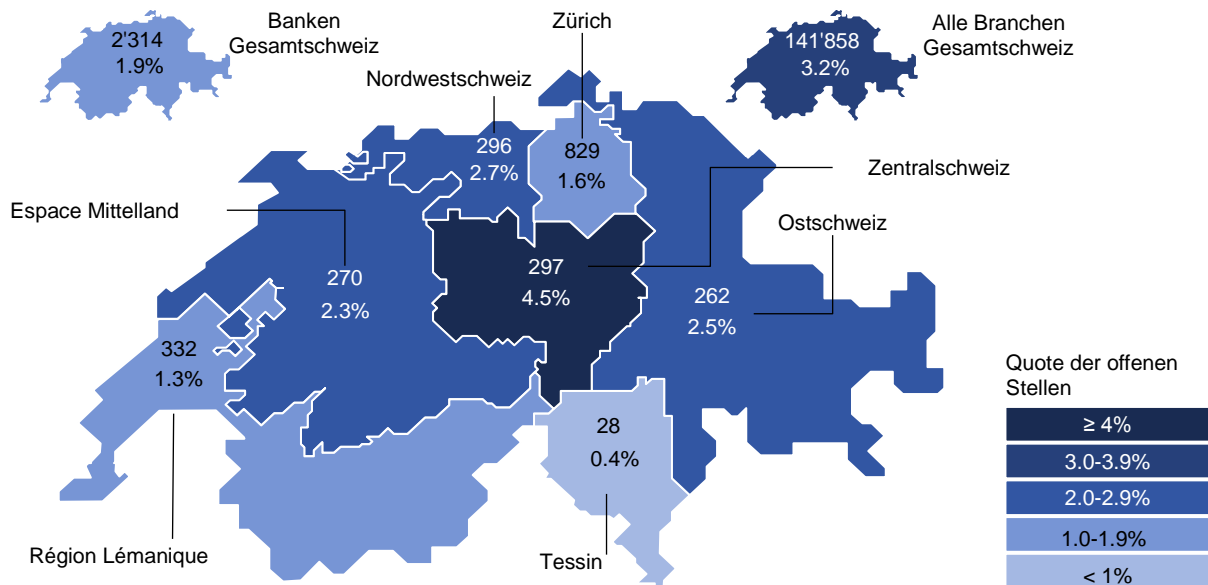 2'314
1.9%
Banken
Gesamtschweiz
Zürich
141'858
3.2%
Alle Branchen
Gesamtschweiz
Nordwestschweiz
296
2.7%
829
1.6%
Zentralschweiz
Espace Mittelland
Ostschweiz
270
2.3%
297
4.5%
262
2.5%
332
1.3%
Quote der offenen
Stellen
≥ 4%
3.0-3.9%
2.0-2.9%
1.0-1.9%
< 1%
28
0.4%
Région Lémanique
Tessin